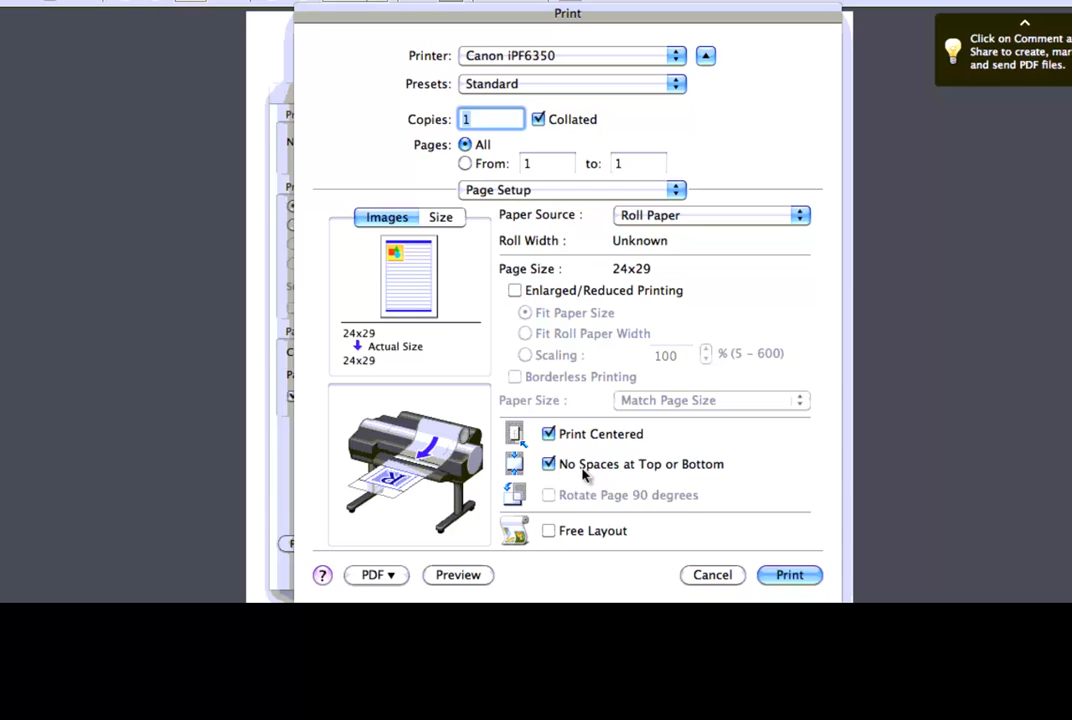 Print
Click on Comment a
Share to create, mar
and send PDF files.
Printer: Canon iPF6350
Presets: Standard
Copies: 1 Collated
Pages: All
From: 1 to: 1
Page Setup
Images Size
Paper Source : Roll Paper
Roll Width : Unknown
Page Size : 24x29
Enlarged/Reduced Printing
Fit Paper Size
Fit Roll Paper Width
Scaling : 100 % (5 - 600)
Borderless Printing
Paper Size : Match Page Size
24x29
Actual Size
24x29
Print Centered
No Spaces at Top or Bottom
Rotate Page 90 degrees
Free Layout
R
? PDF ▾ Preview Cancel Print